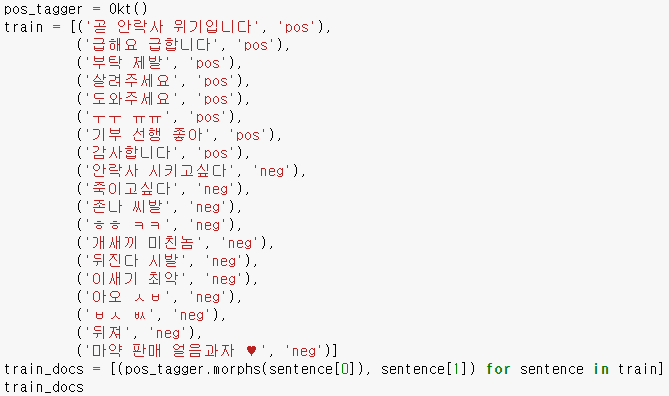 pos_tagger = Okt()
train = [('곧 안락사 위기입니다', 'pos'),
('급해요 급합니다', 'pos'),
('부탁 제발', 'pos'),
('살려주세요', 'pos'),
('도와주세요', 'pos'),
('ㅜㅜ ㅠㅠ', 'pos'),
('기부 선행 좋아', 'pos'),
('감사합니다', 'pos'),
('안락사 시키고싶다', 'neg'),
('죽이고싶다', 'neg'),
('존나 씨발', 'neg'),
('ㅎㅎ ㅋㅋ', 'neg'),
('개새끼 미친놈', 'neg'),
('뒤진다 시발', 'neg'),
('이새기 최악', 'neg'),
('아오 ㅅㅂ', 'neg'),
('ㅂㅅ ㅄ', 'neg'),
('뒤져', 'neg'),
('마약 판매 얼음과자 ♥', 'neg')]
train_docs = [(pos_tagger.morphs(sentence[0]), sentence[1]) for sentence in train]
train_docs